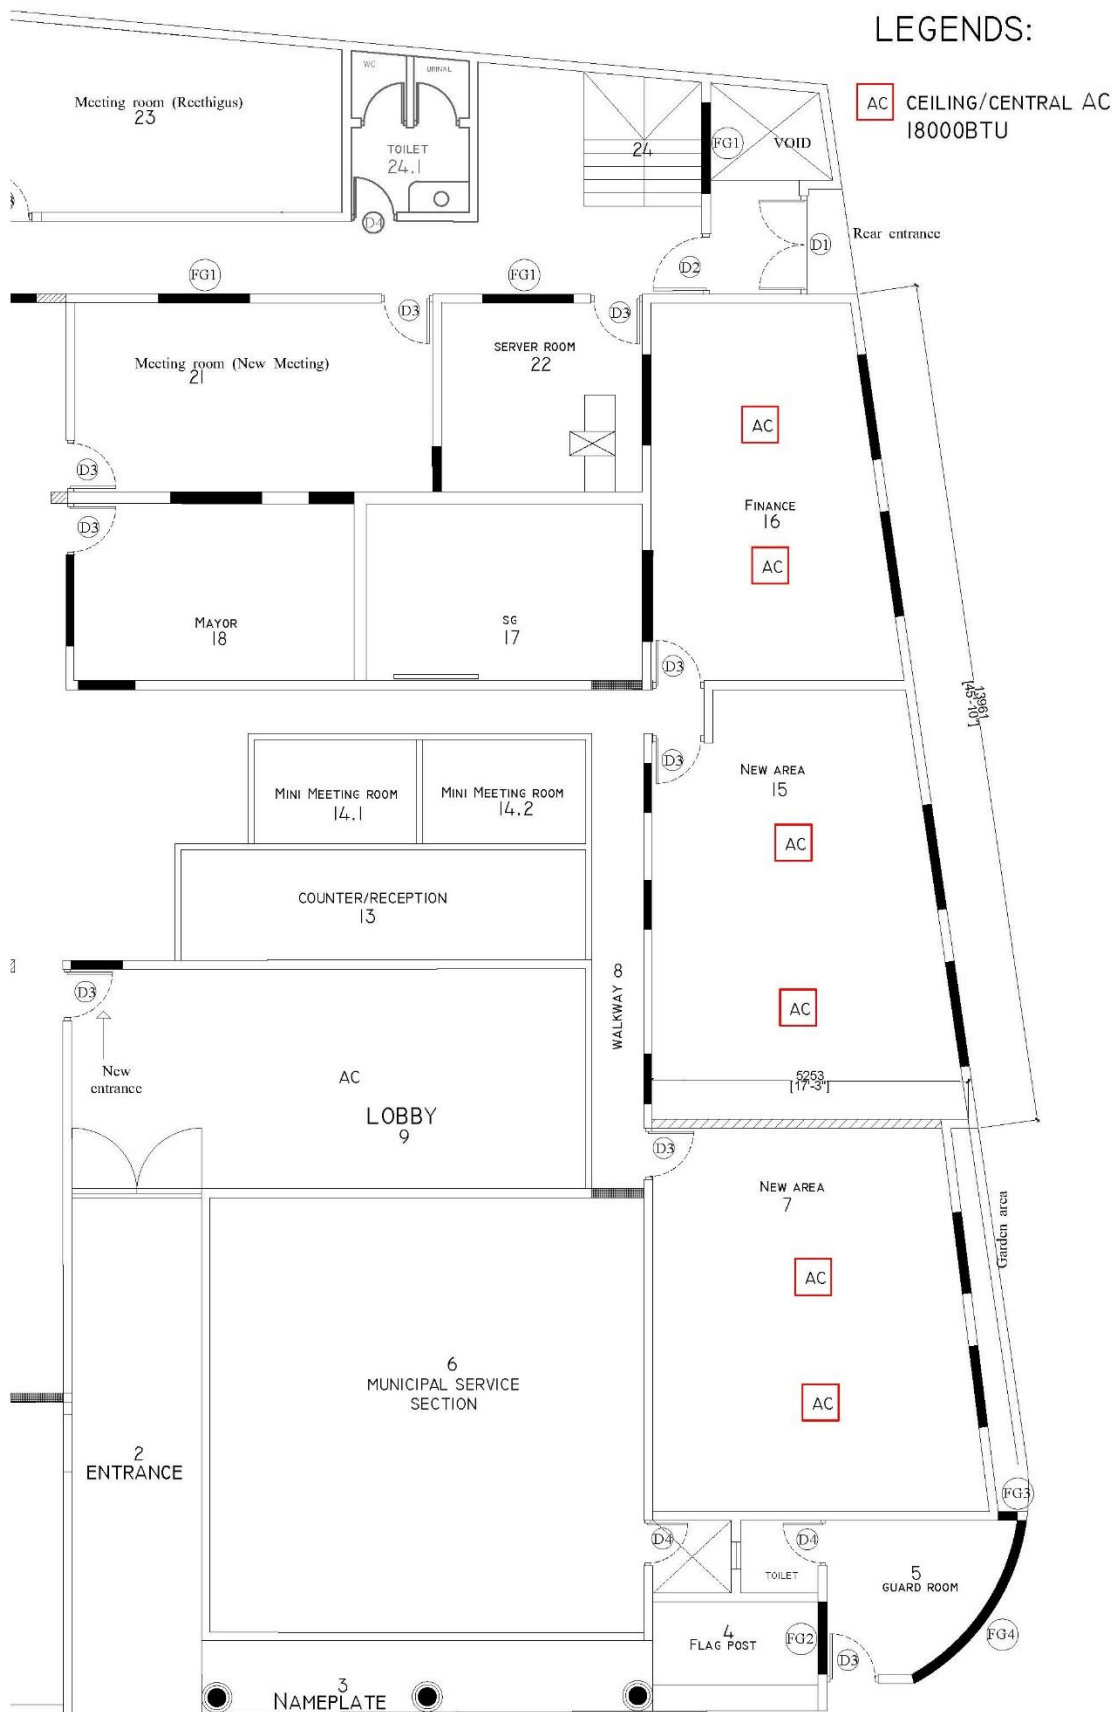 LEGENDS:
AC CEILING/CENTRAL AC
18000BTU
WC
URINAL
Meeting room (Reethigus)
23
TOILET
24.1
D4
24
FG1
VOID
Rear entrance
D1
D2
FG1
FG1
D3
D3
Meeting room (New Meeting)
21
SERVER ROOM
22
AC
D3
D3
FINANCE
16
AC
MAYOR
18
SG
17
D3
13961
[45'-10"]
D3
NEW AREA
15
MINI MEETING ROOM
14.1
MINI MEETING ROOM
14.2
AC
COUNTER/RECEPTION
13
WALKWAY 8
D3
AC
New
entrance
AC
LOBBY
9
5253
[17'-3"]
D3
NEW AREA
7
Garden area
AC
6
MUNICIPAL SERVICE
SECTION
AC
2
ENTRANCE
FG3
D4
D4
TOILET
5
GUARD ROOM
4
FLAG POST
FG2
D3
FG4
3
NAMEPLATE